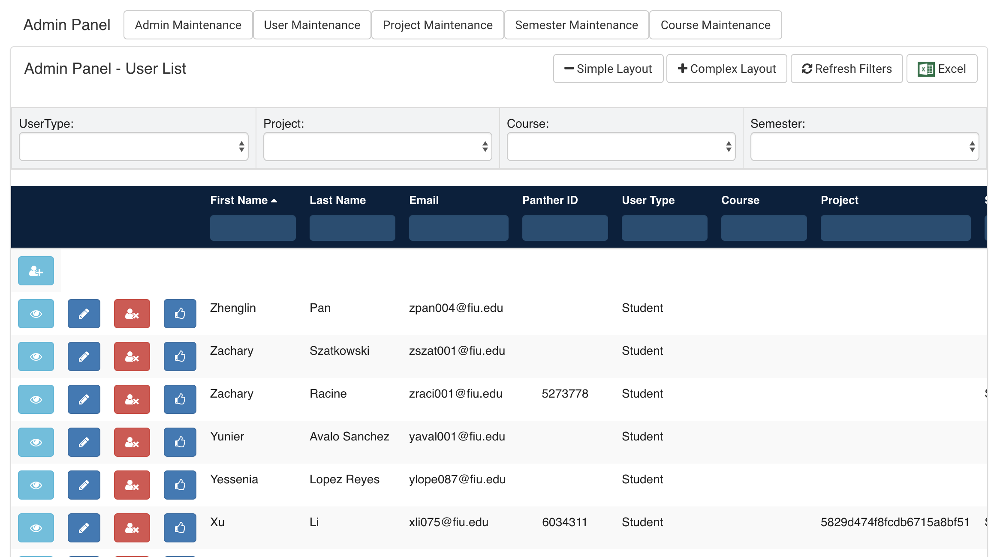 Admin Panel Admin Maintenance User Maintenance Project Maintenance Semester Maintenance Course Maintenance
Admin Panel - User List Simple Layout Complex Layout Refresh Filters Excel
UserType: Project: Course: Semester:
First Name Last Name Email Panther ID User Type Course Project
Zhenglin Pan zpan004@fiu.edu Student
Zachary Szatkowski zszat001@fiu.edu Student
Zachary Racine zraci001@fiu.edu 5273778 Student
Yunier Avalo Sanchez yaval001@fiu.edu Student
Yessenia Lopez Reyes ylope087@fiu.edu Student
Xu Li xli075@fiu.edu 6034311 Student 5829d474f8fcdb6715a8bf51